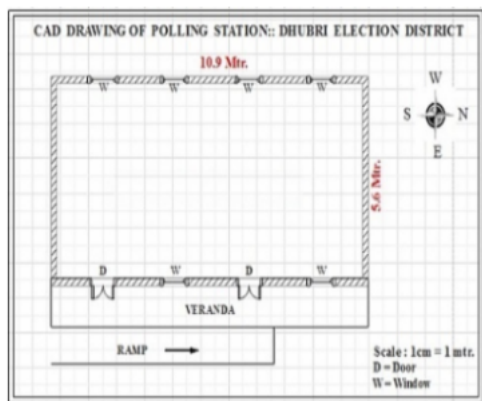 CAD DRAWING OF POLLING STATION:: DHUBRI ELECTION DISTRICT
10.9 Mtr.
W W W W
W
S N
E
5.6 Mtr.
D W D W
VERANDA
RAMP
Scale : 1cm = 1 mtr.
D = Door
W = Window